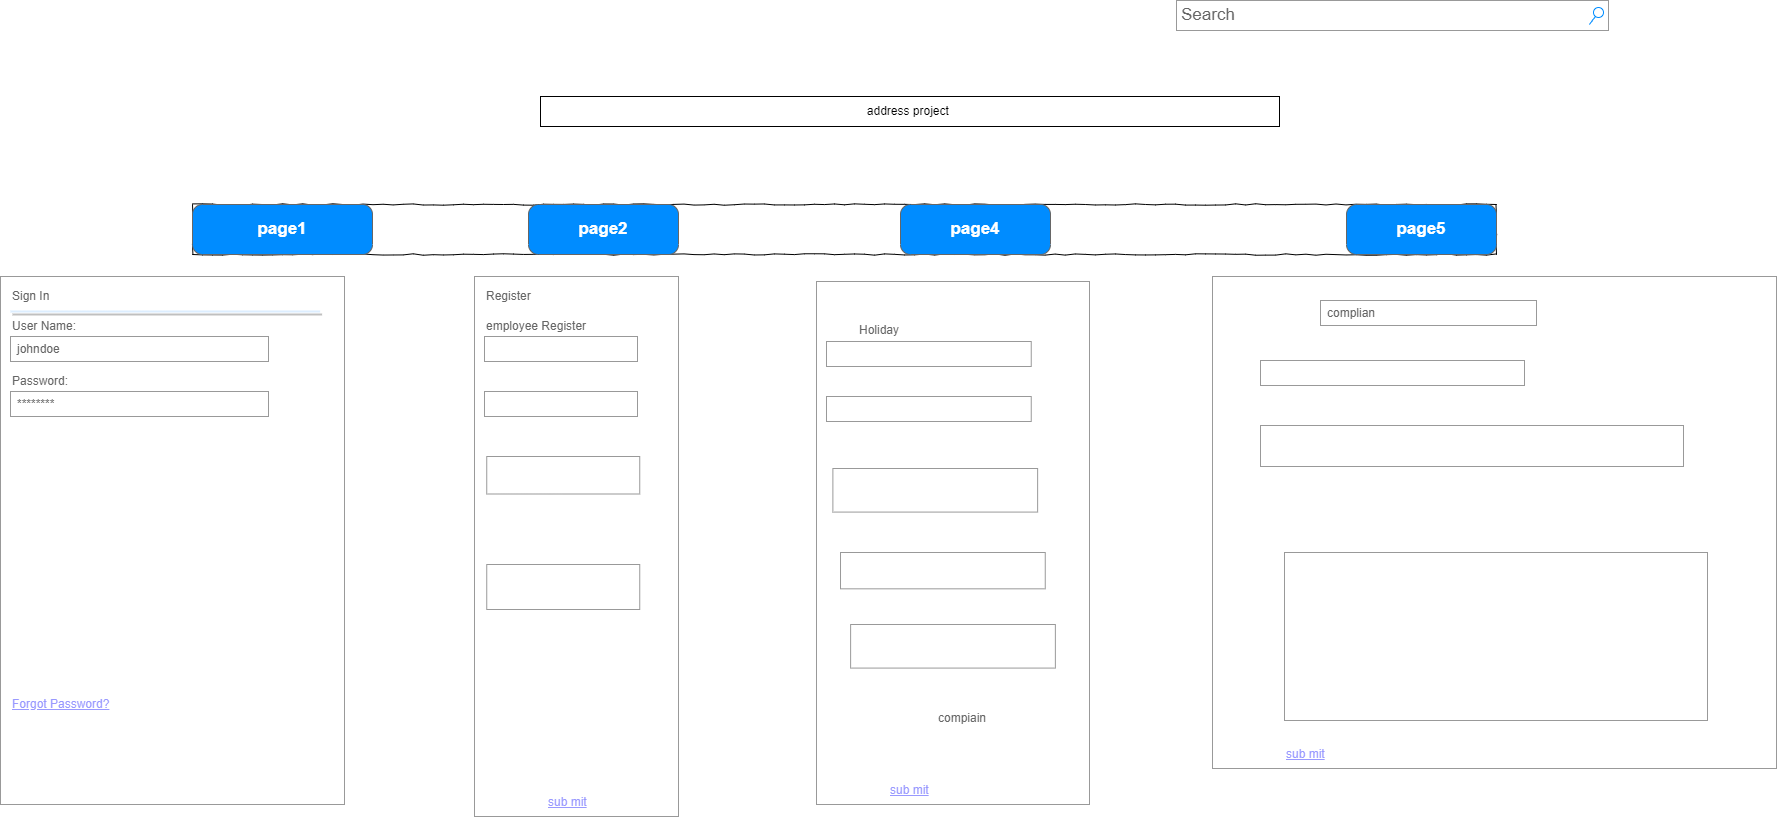 Search
address project
page1
page2
page4
page5
Sign In
User Name:
johndoe
Password:
********
Forgot Password?
Register
employee Register
sub mit
Holiday
compiain
sub mit
complian
sub mit